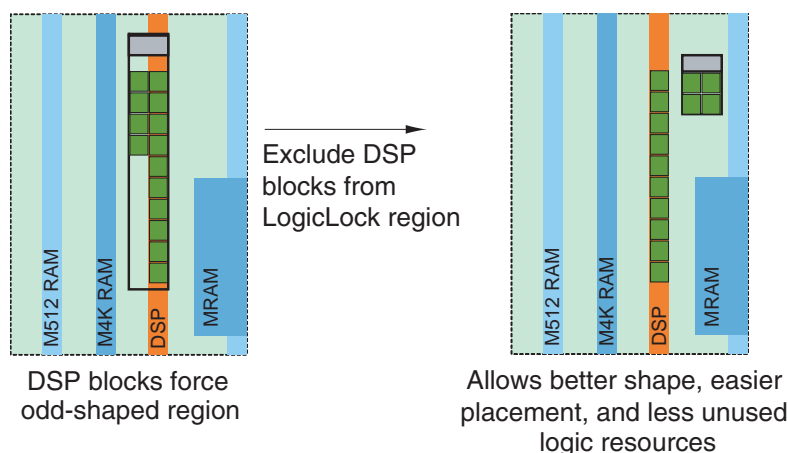 M512 RAM
M4K RAM
DSP
MRAM
DSP blocks force
odd-shaped region
Exclude DSP
blocks from
LogicLock region
M512 RAM
M4K RAM
DSP
MRAM
Allows better shape, easier
placement, and less unused
logic resources